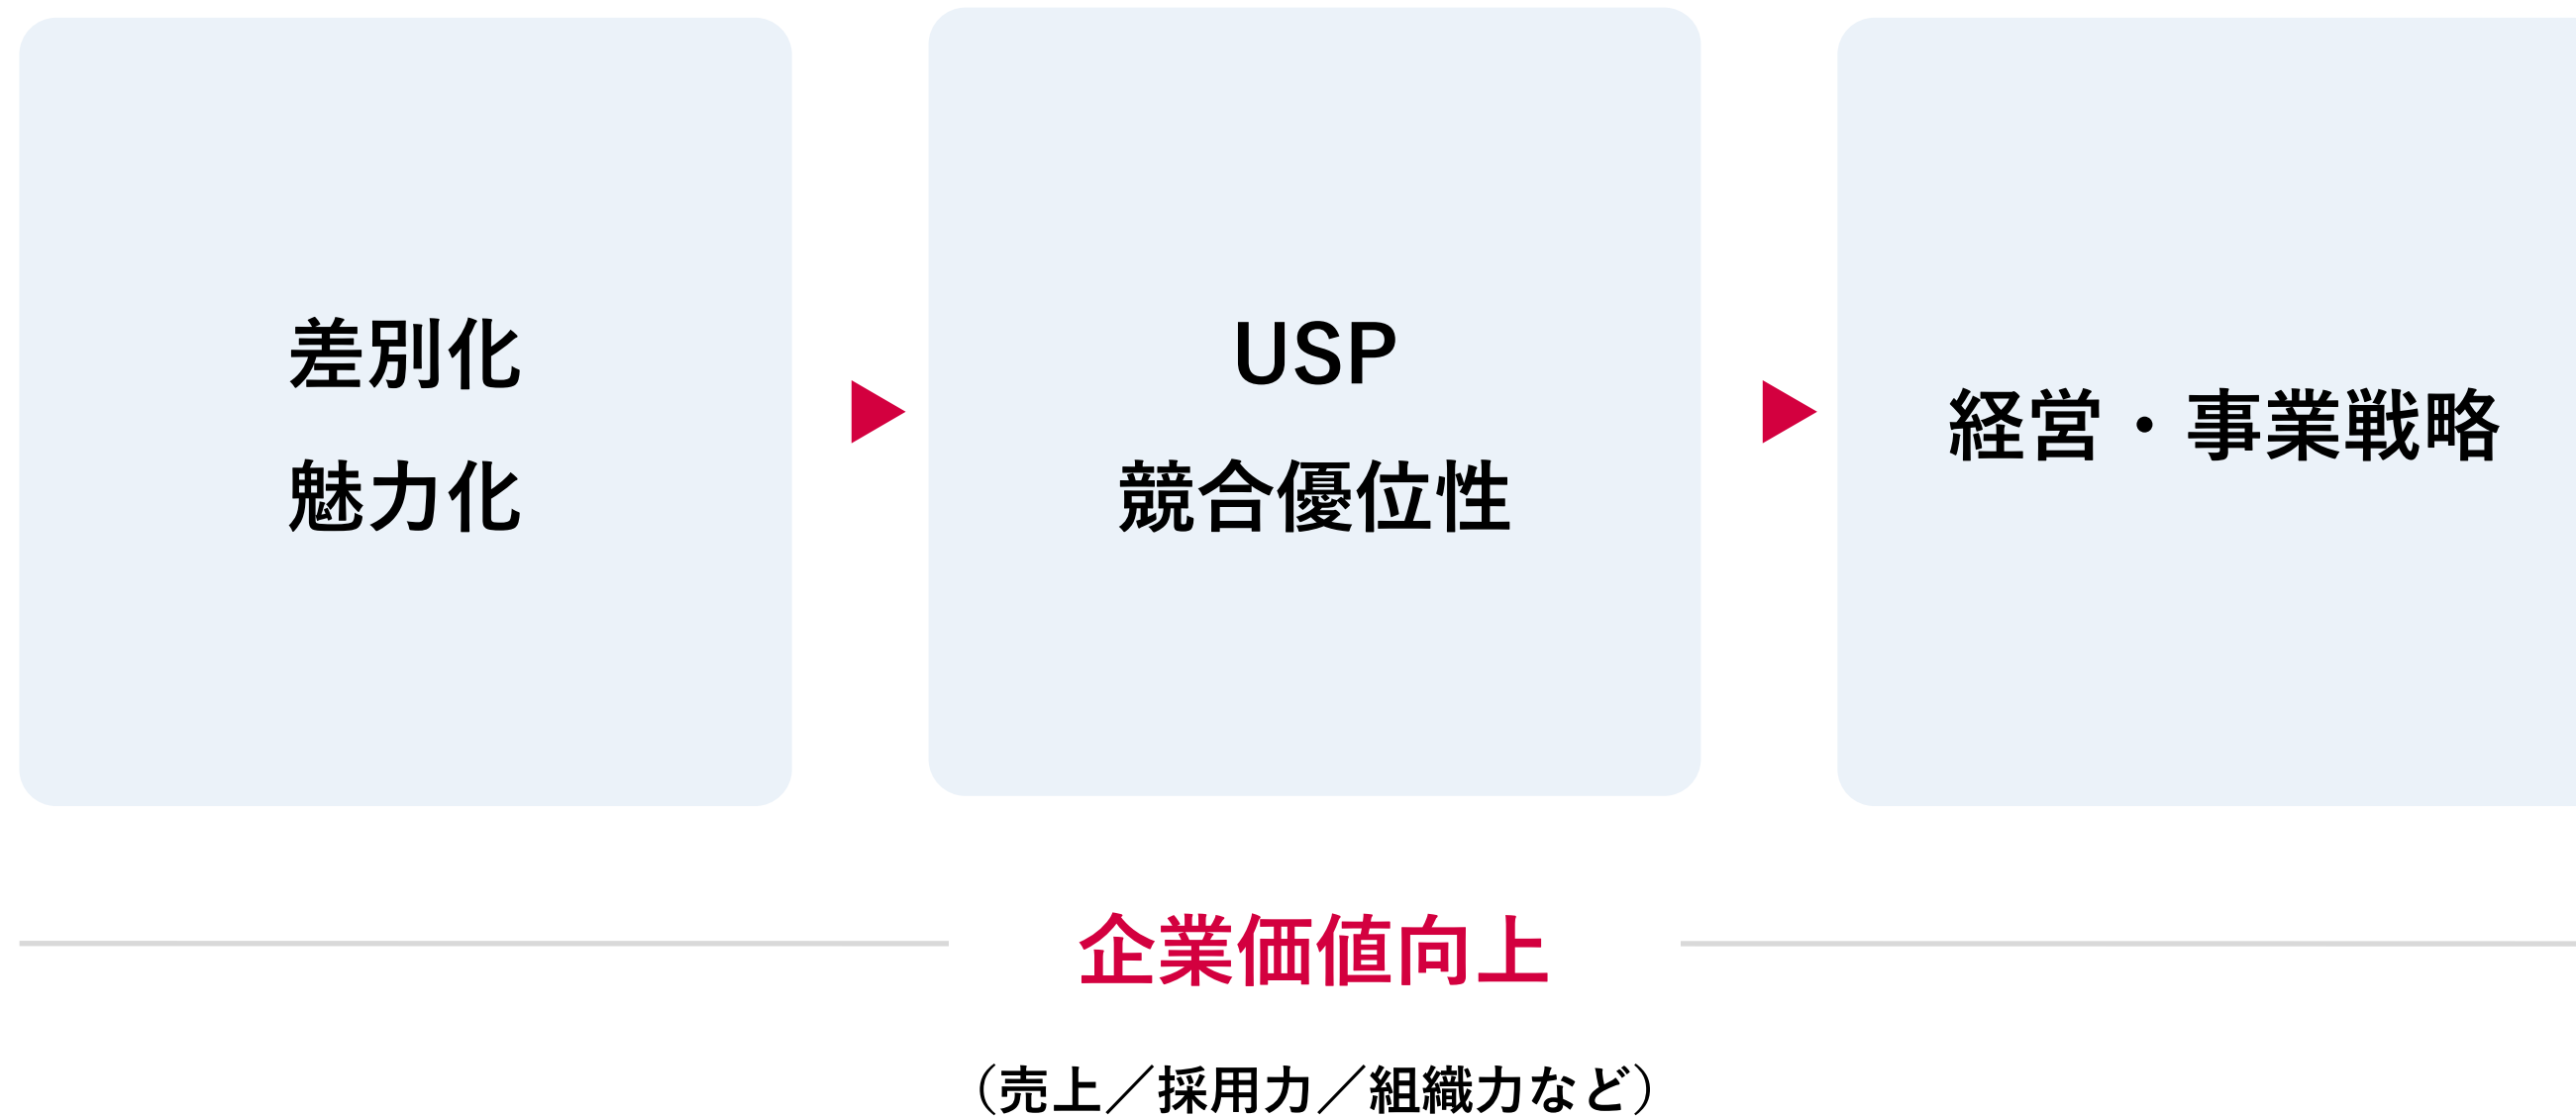 差別化
魅力化
USP
競合優位性
経営・事業戦略
企業価値向上
（売上／採用力／組織力など）